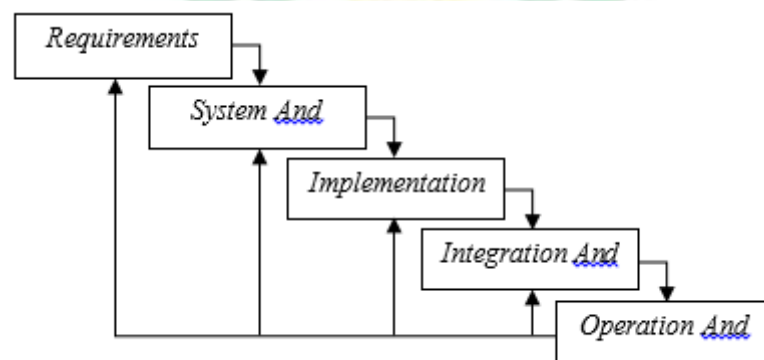 Requirements
System And
Implementation
Integration And
Operation And